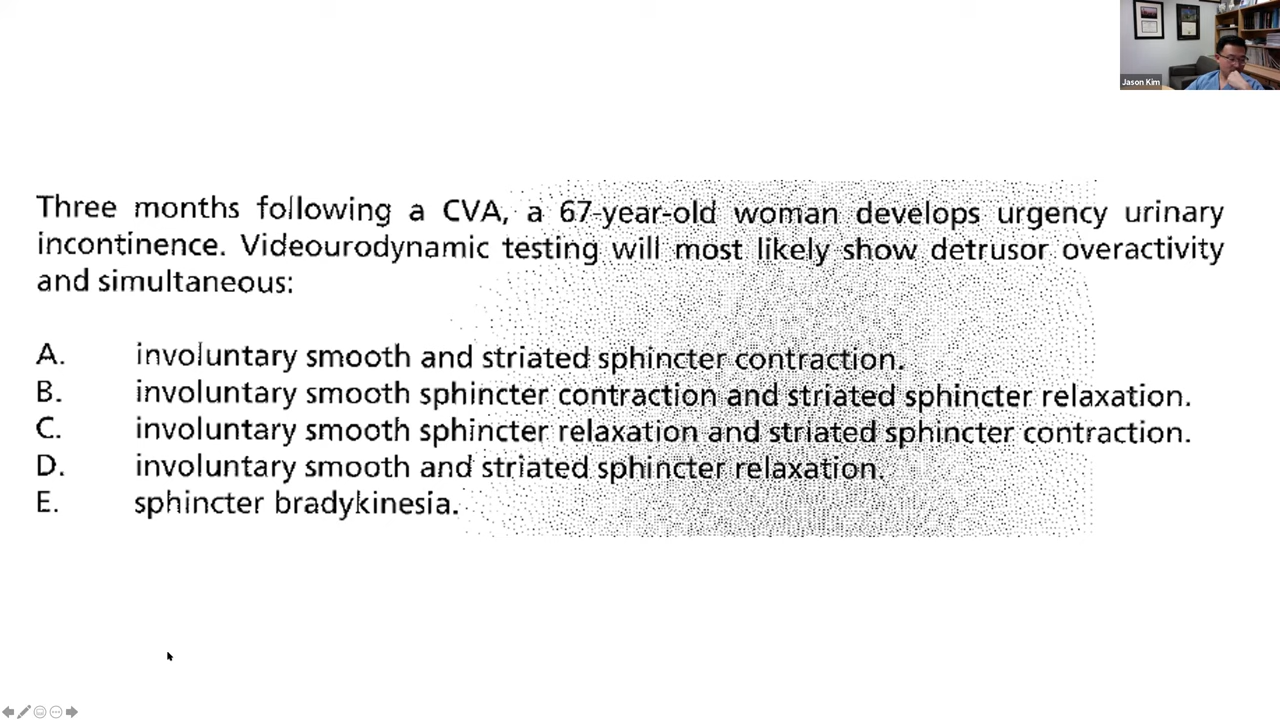 Jason Kim
Three months following a CVA, a 67-year-old woman develops urgency urinary
incontinence. Videourodynamic testing will most likely show detrusor overactivity
and simultaneous:
A. involuntary smooth and striated sphincter contraction.
B. involuntary smooth sphincter contraction and striated sphincter relaxation.
C. involuntary smooth sphincter relaxation and striated sphincter contraction.
D. involuntary smooth and striated sphincter relaxation.
E. sphincter bradykinesia.